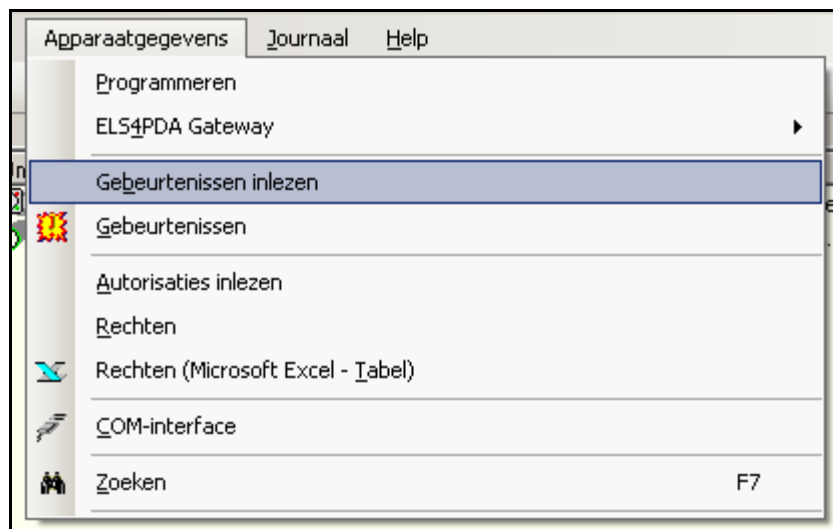 Apparaatgegevens Journaal Help
Programmeren
ELS4PDA Gateway
Gebeurtenissen inlezen
Gebeurtenissen
Autorisaties inlezen
Rechten
Rechten (Microsoft Excel - Tabel)
COM-interface
Zoeken F7